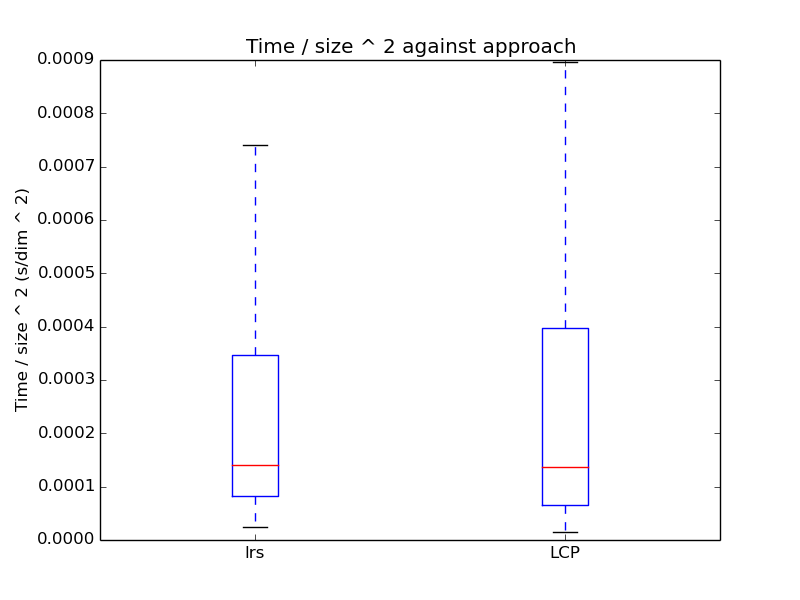 Time / size ^ 2 against approach
Time / size ^ 2 (s/dim ^ 2)
0.0009
0.0008
0.0007
0.0006
0.0005
0.0004
0.0003
0.0002
0.0001
0.0000
lrs
LCP